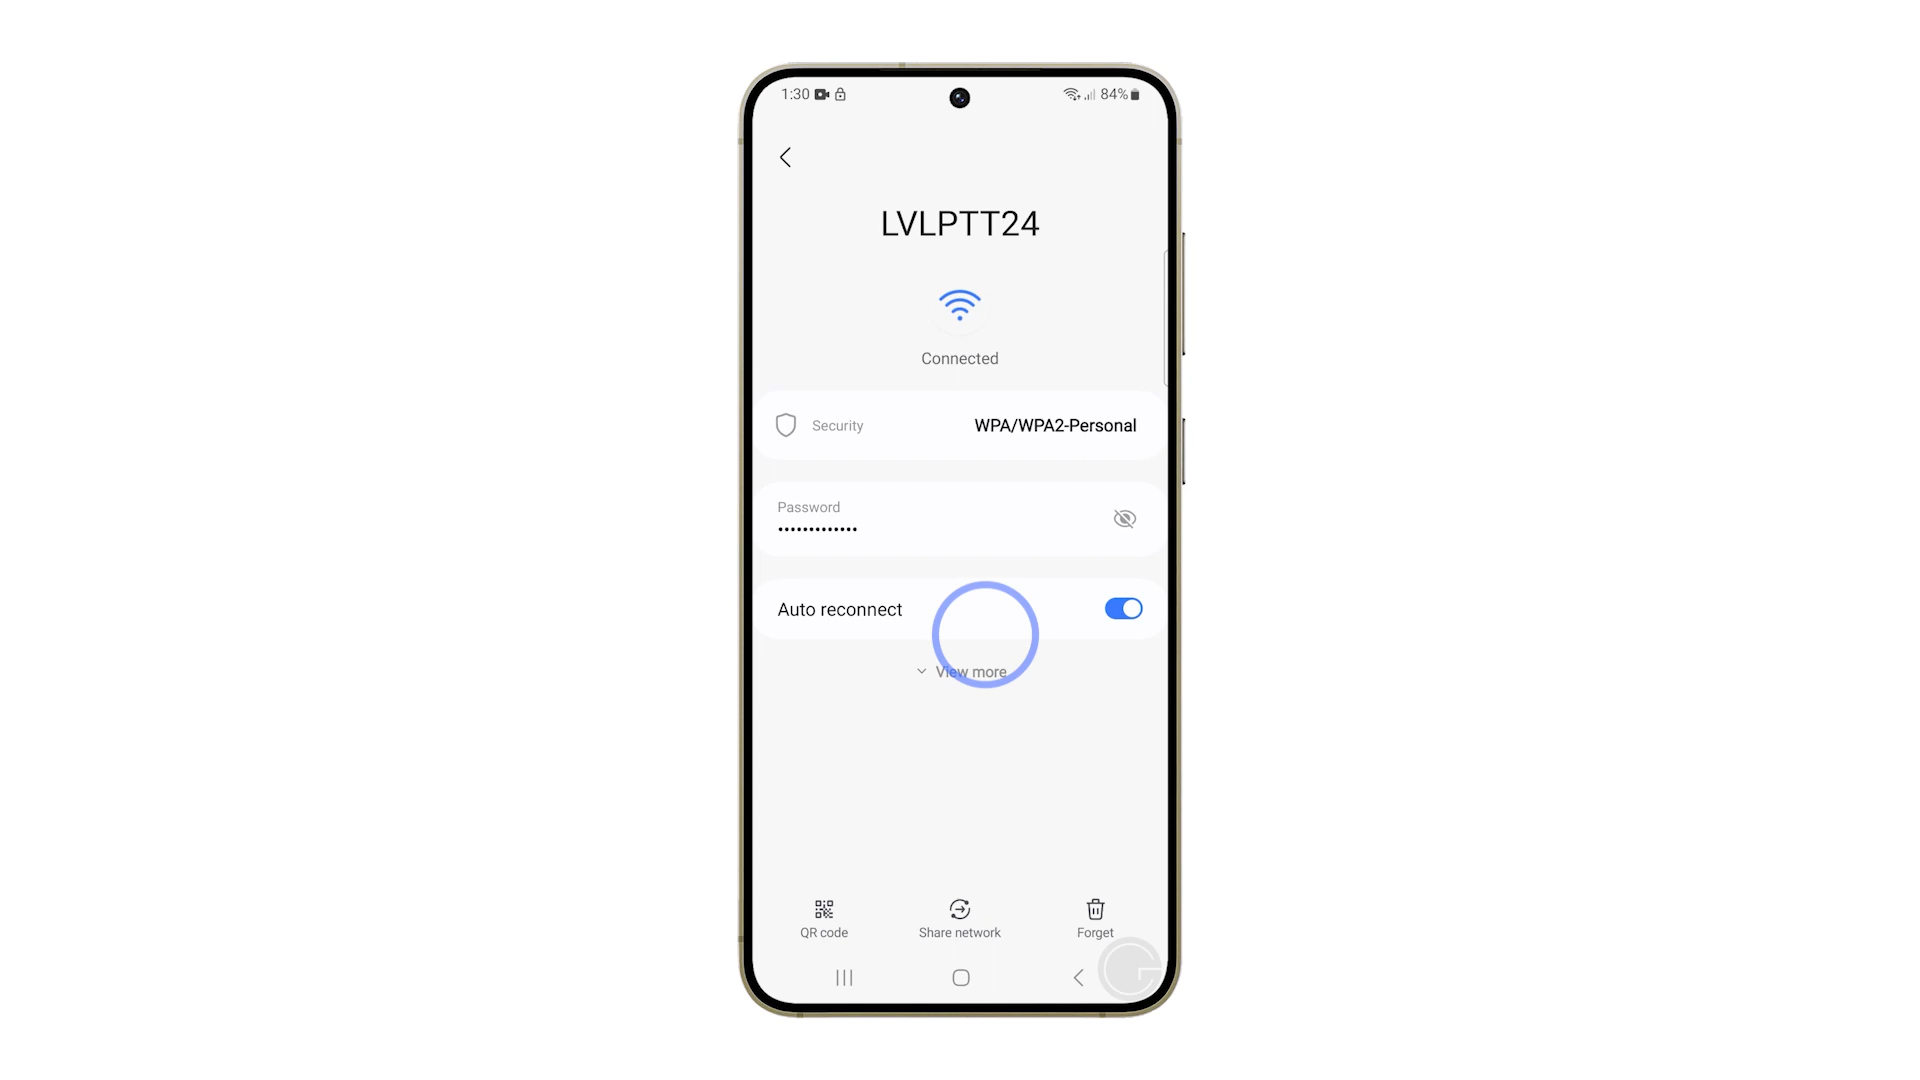 1:30 84%
LVLPTT24
Connected
Security WPA/WPA2-Personal
Password
•••••••••••••
Auto reconnect
View more
QR code Share network Forget